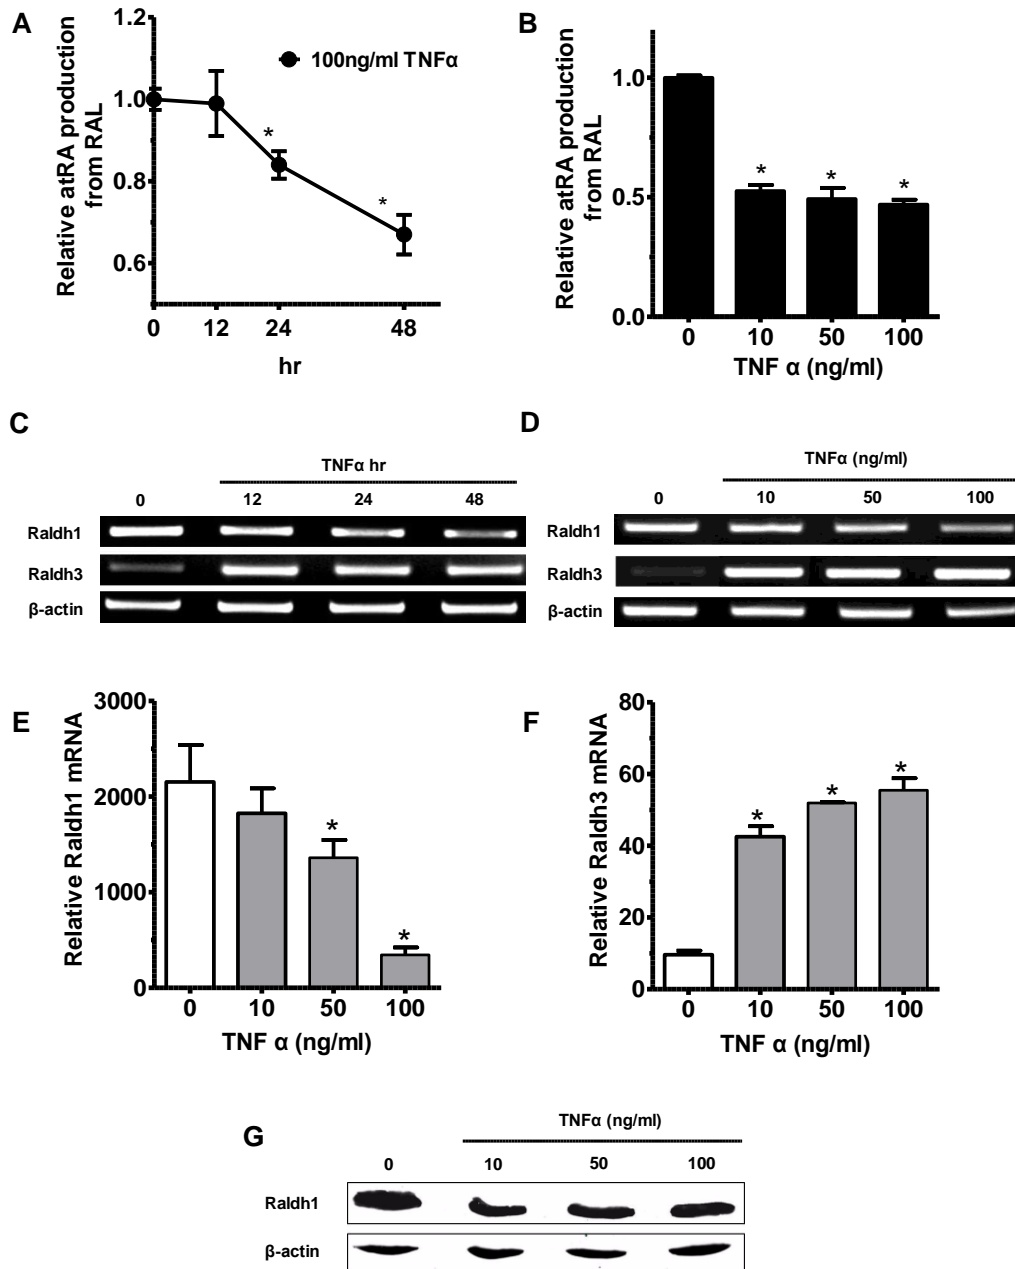 A
Relative atRA production
from RAL
1.2
1.0
0.8
0.6
100ng/ml TNFα
*
*
0 12 24 48
hr
B
Relative atRA production
from RAL
1.0
0.5
0.0
* * *
0 10 50 100
TNF α (ng/ml)
C
TNFα hr
0 12 24 48
Raldh1
Raldh3
β-actin
D
TNFα (ng/ml)
0 10 50 100
Raldh1
Raldh3
β-actin
E
Relative Raldh1 mRNA
3000
2000
1000
0
*
*
0 10 50 100
TNF α (ng/ml)
F
Relative Raldh3 mRNA
80
60
40
20
0
* * *
0 10 50 100
TNF α (ng/ml)
G
TNFα (ng/ml)
0 10 50 100
Raldh1
β-actin